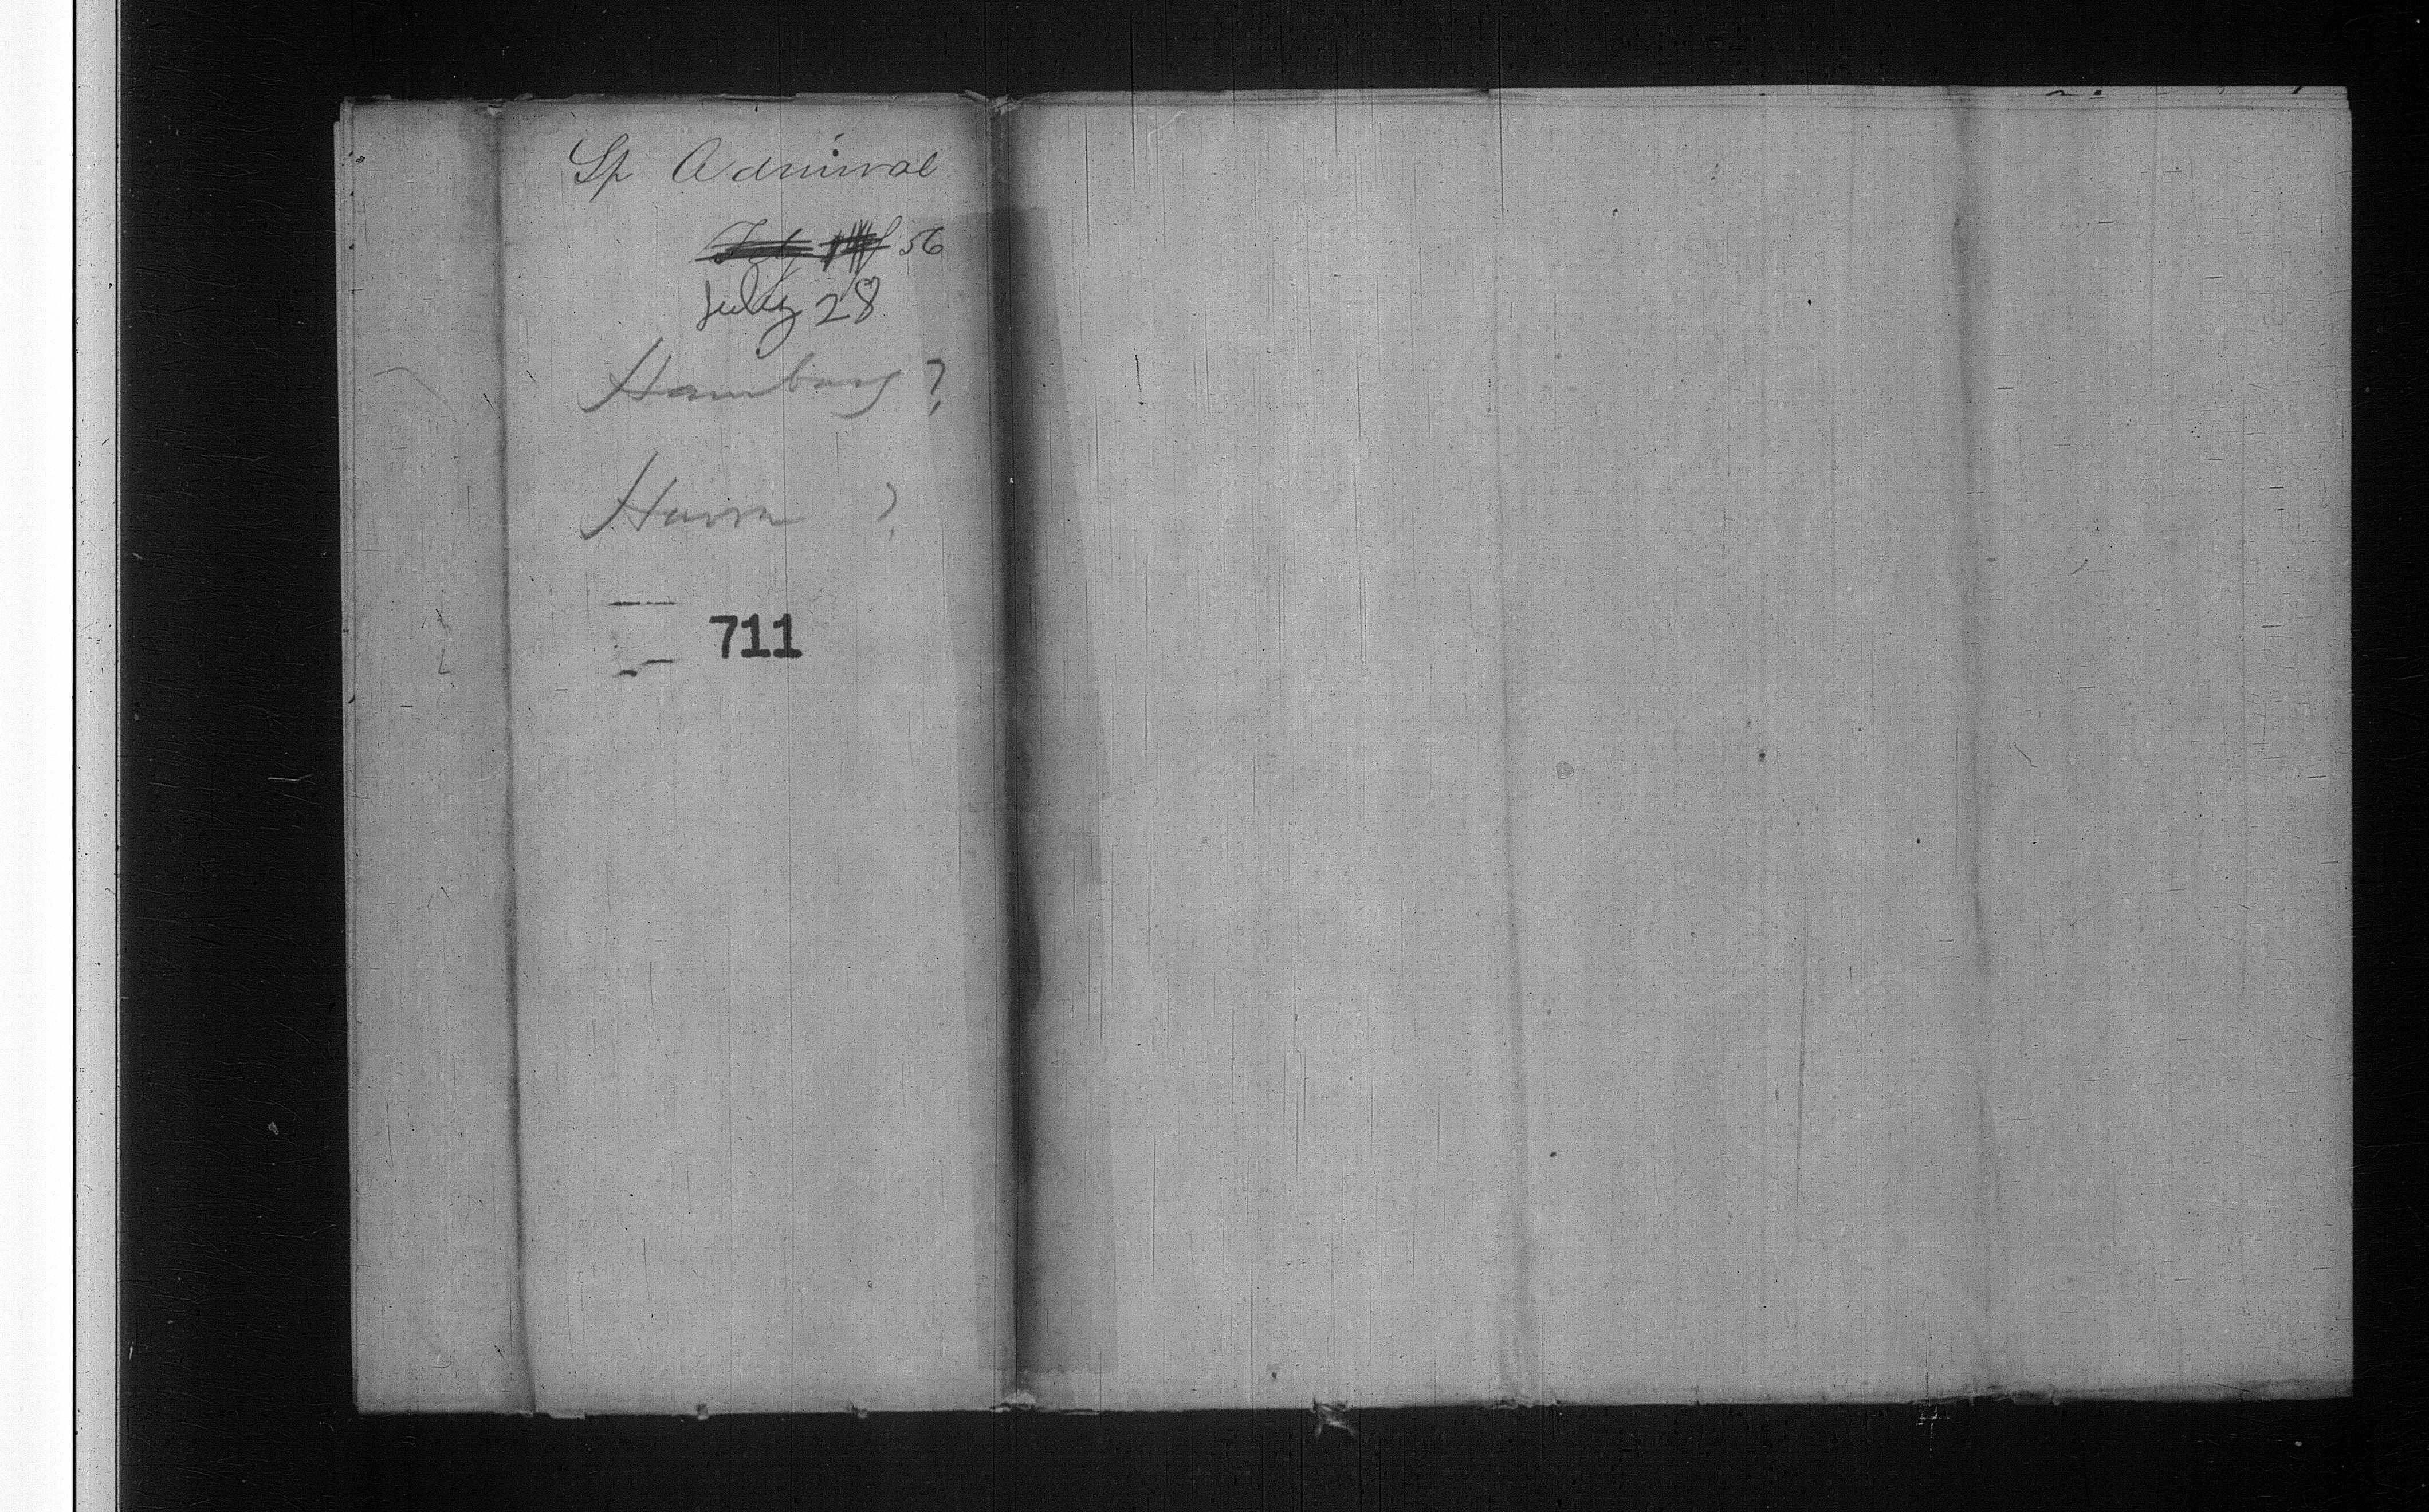 Sp Admiral
56
July 28
Hamburg ?
Havre ?
711